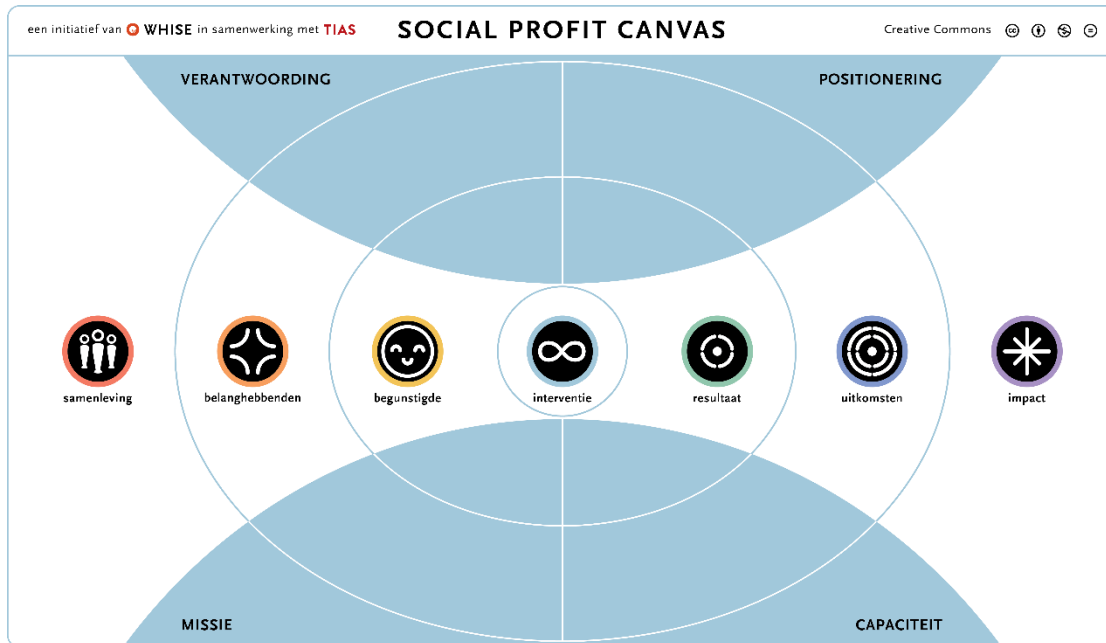 een initiatief van WHISE in samenwerking met TIAS
SOCIAL PROFIT CANVAS
Creative Commons
VERANTWOORDING
POSITIONERING
samenleving
belanghebbenden
begunstigde
interventie
resultaat
uitkomsten
impact
MISSIE
CAPACITEIT